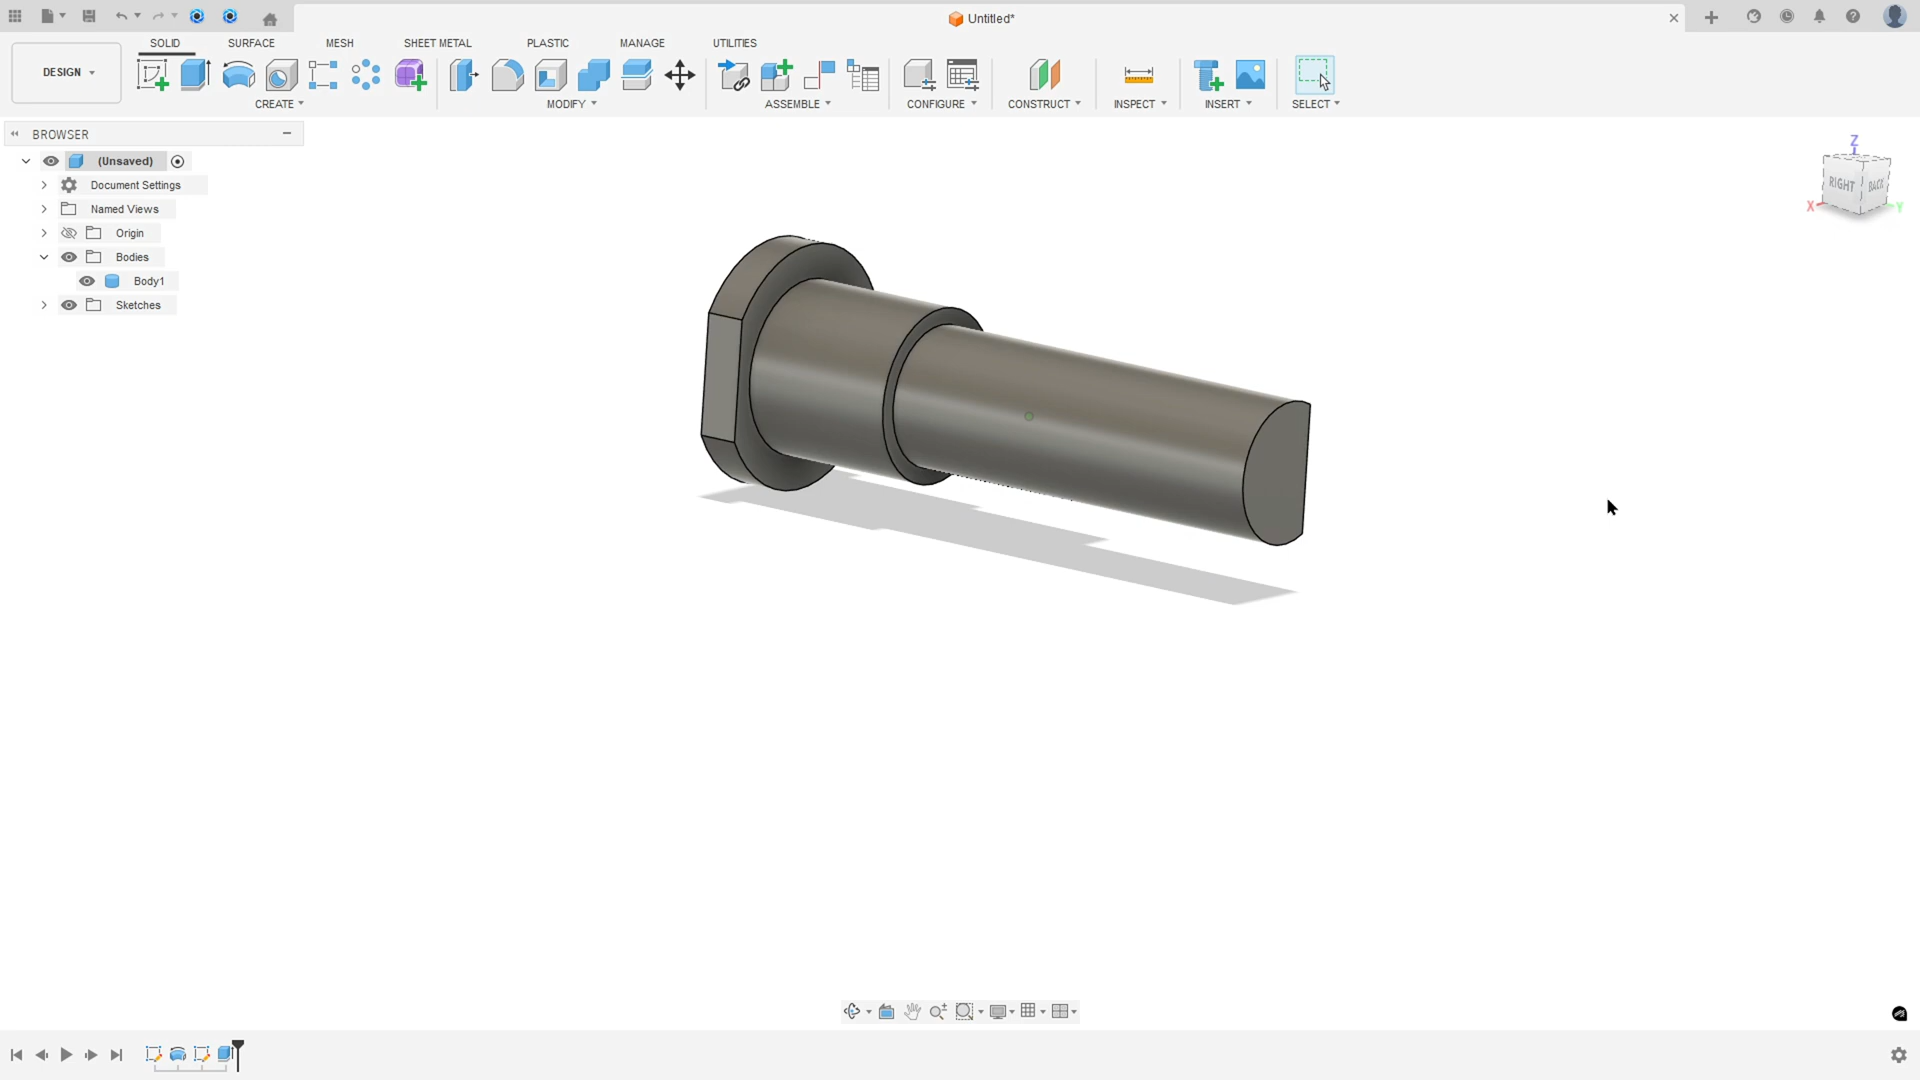 Untitled*
SOLID SURFACE MESH SHEET METAL PLASTIC MANAGE UTILITIES
DESIGN
CREATE MODIFY ASSEMBLE CONFIGURE CONSTRUCT INSPECT INSERT SELECT
BROWSER
(Unsaved)
Document Settings
Named Views
Origin
Bodies
Body1
Sketches
Z
RIGHT BACK
X Y